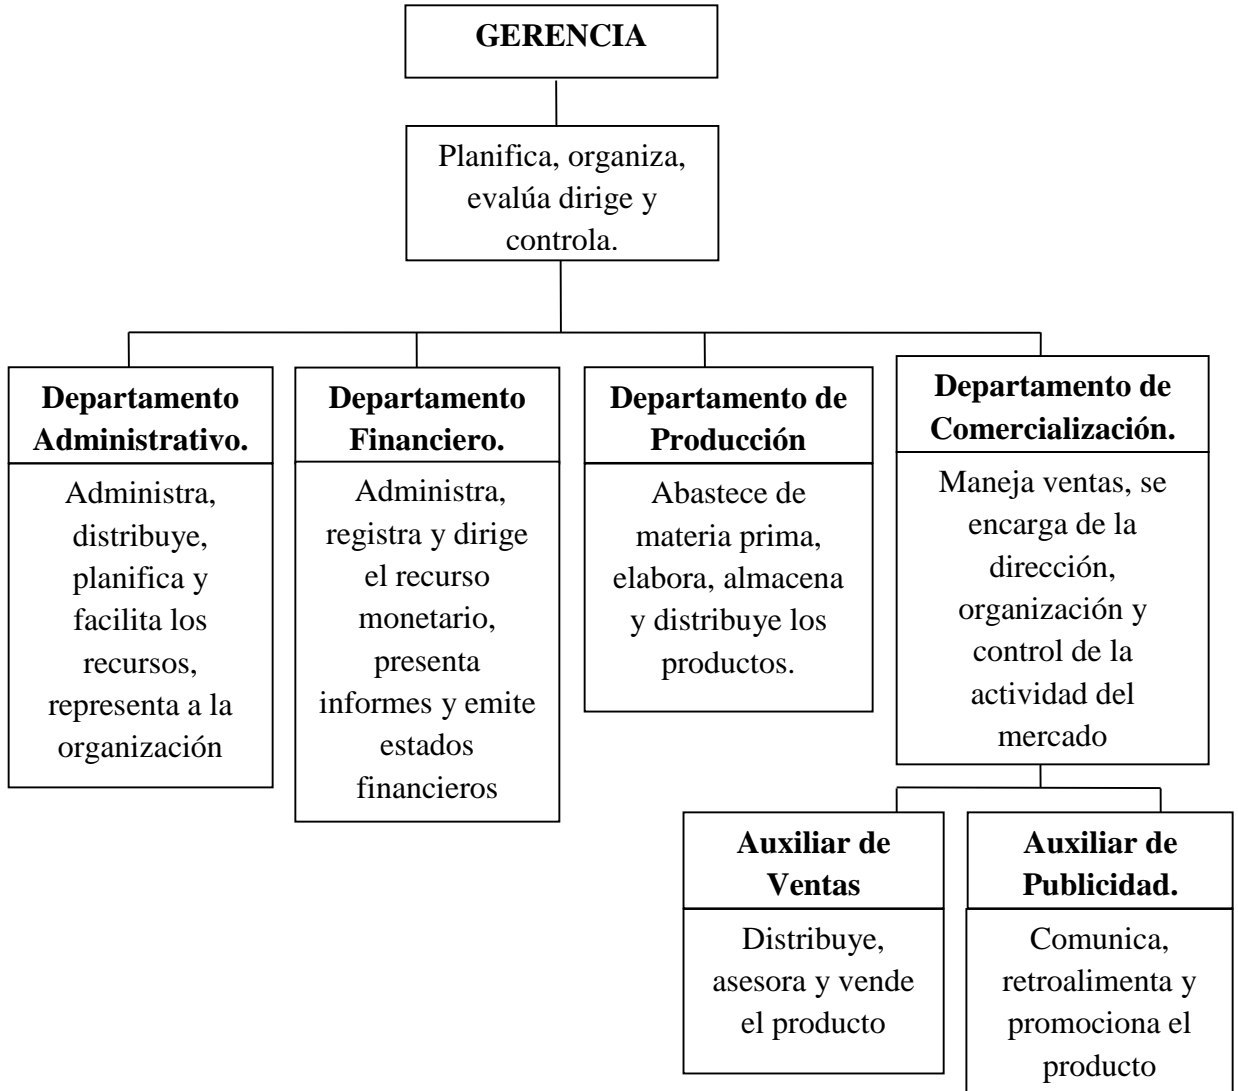 GERENCIA
Planifica, organiza,
evalúa dirige y
controla.
Departamento
Administrativo.
Administra,
distribuye,
planifica y
facilita los
recursos,
representa a la
organización
Departamento
Financiero.
Administra,
registra y dirige
el recurso
monetario,
presenta
informes y emite
estados
financieros
Departamento de
Producción
Abastece de
materia prima,
elabora, almacena
y distribuye los
productos.
Departamento de
Comercialización.
Maneja ventas, se
encarga de la
dirección,
organización y
control de la
actividad del
mercado
Auxiliar de
Ventas
Distribuye,
asesora y vende
el producto
Auxiliar de
Publicidad.
Comunica,
retroalimenta y
promociona el
producto